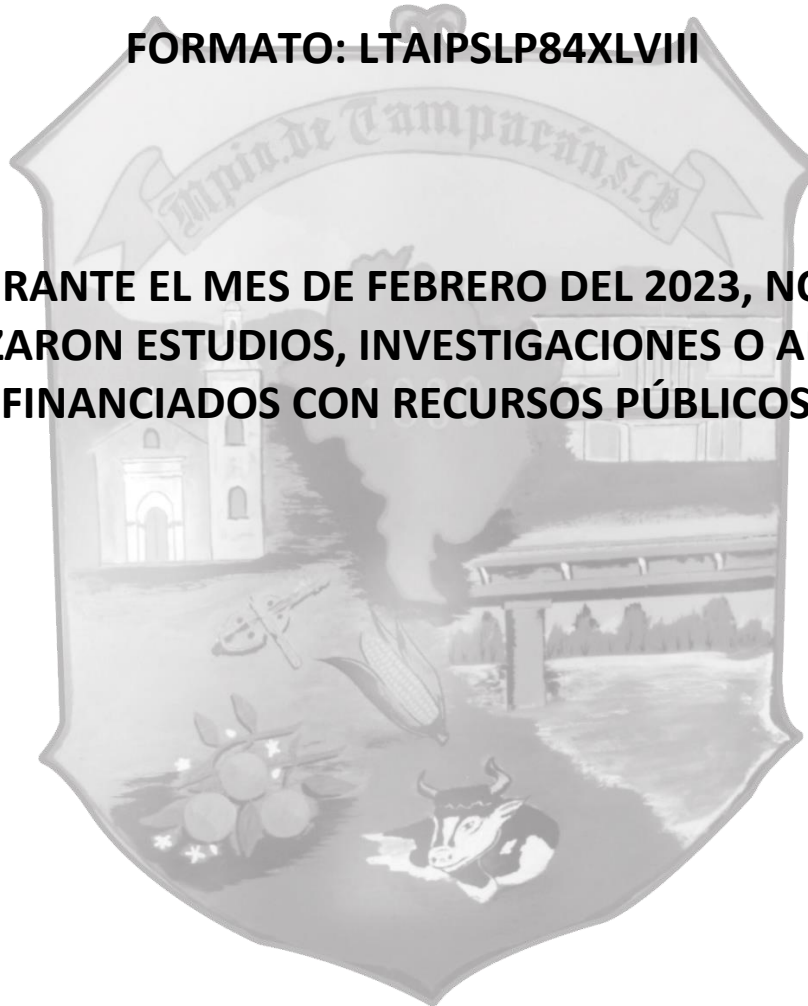 FORMATO: LTAIPSLP84XLVIII
Mpio. de Tampacán, S.L.P.
RANTE EL MES DE FEBRERO DEL 2023, NO
ZARON ESTUDIOS, INVESTIGACIONES O A
FINANCIADOS CON RECURSOS PÚBLICOS